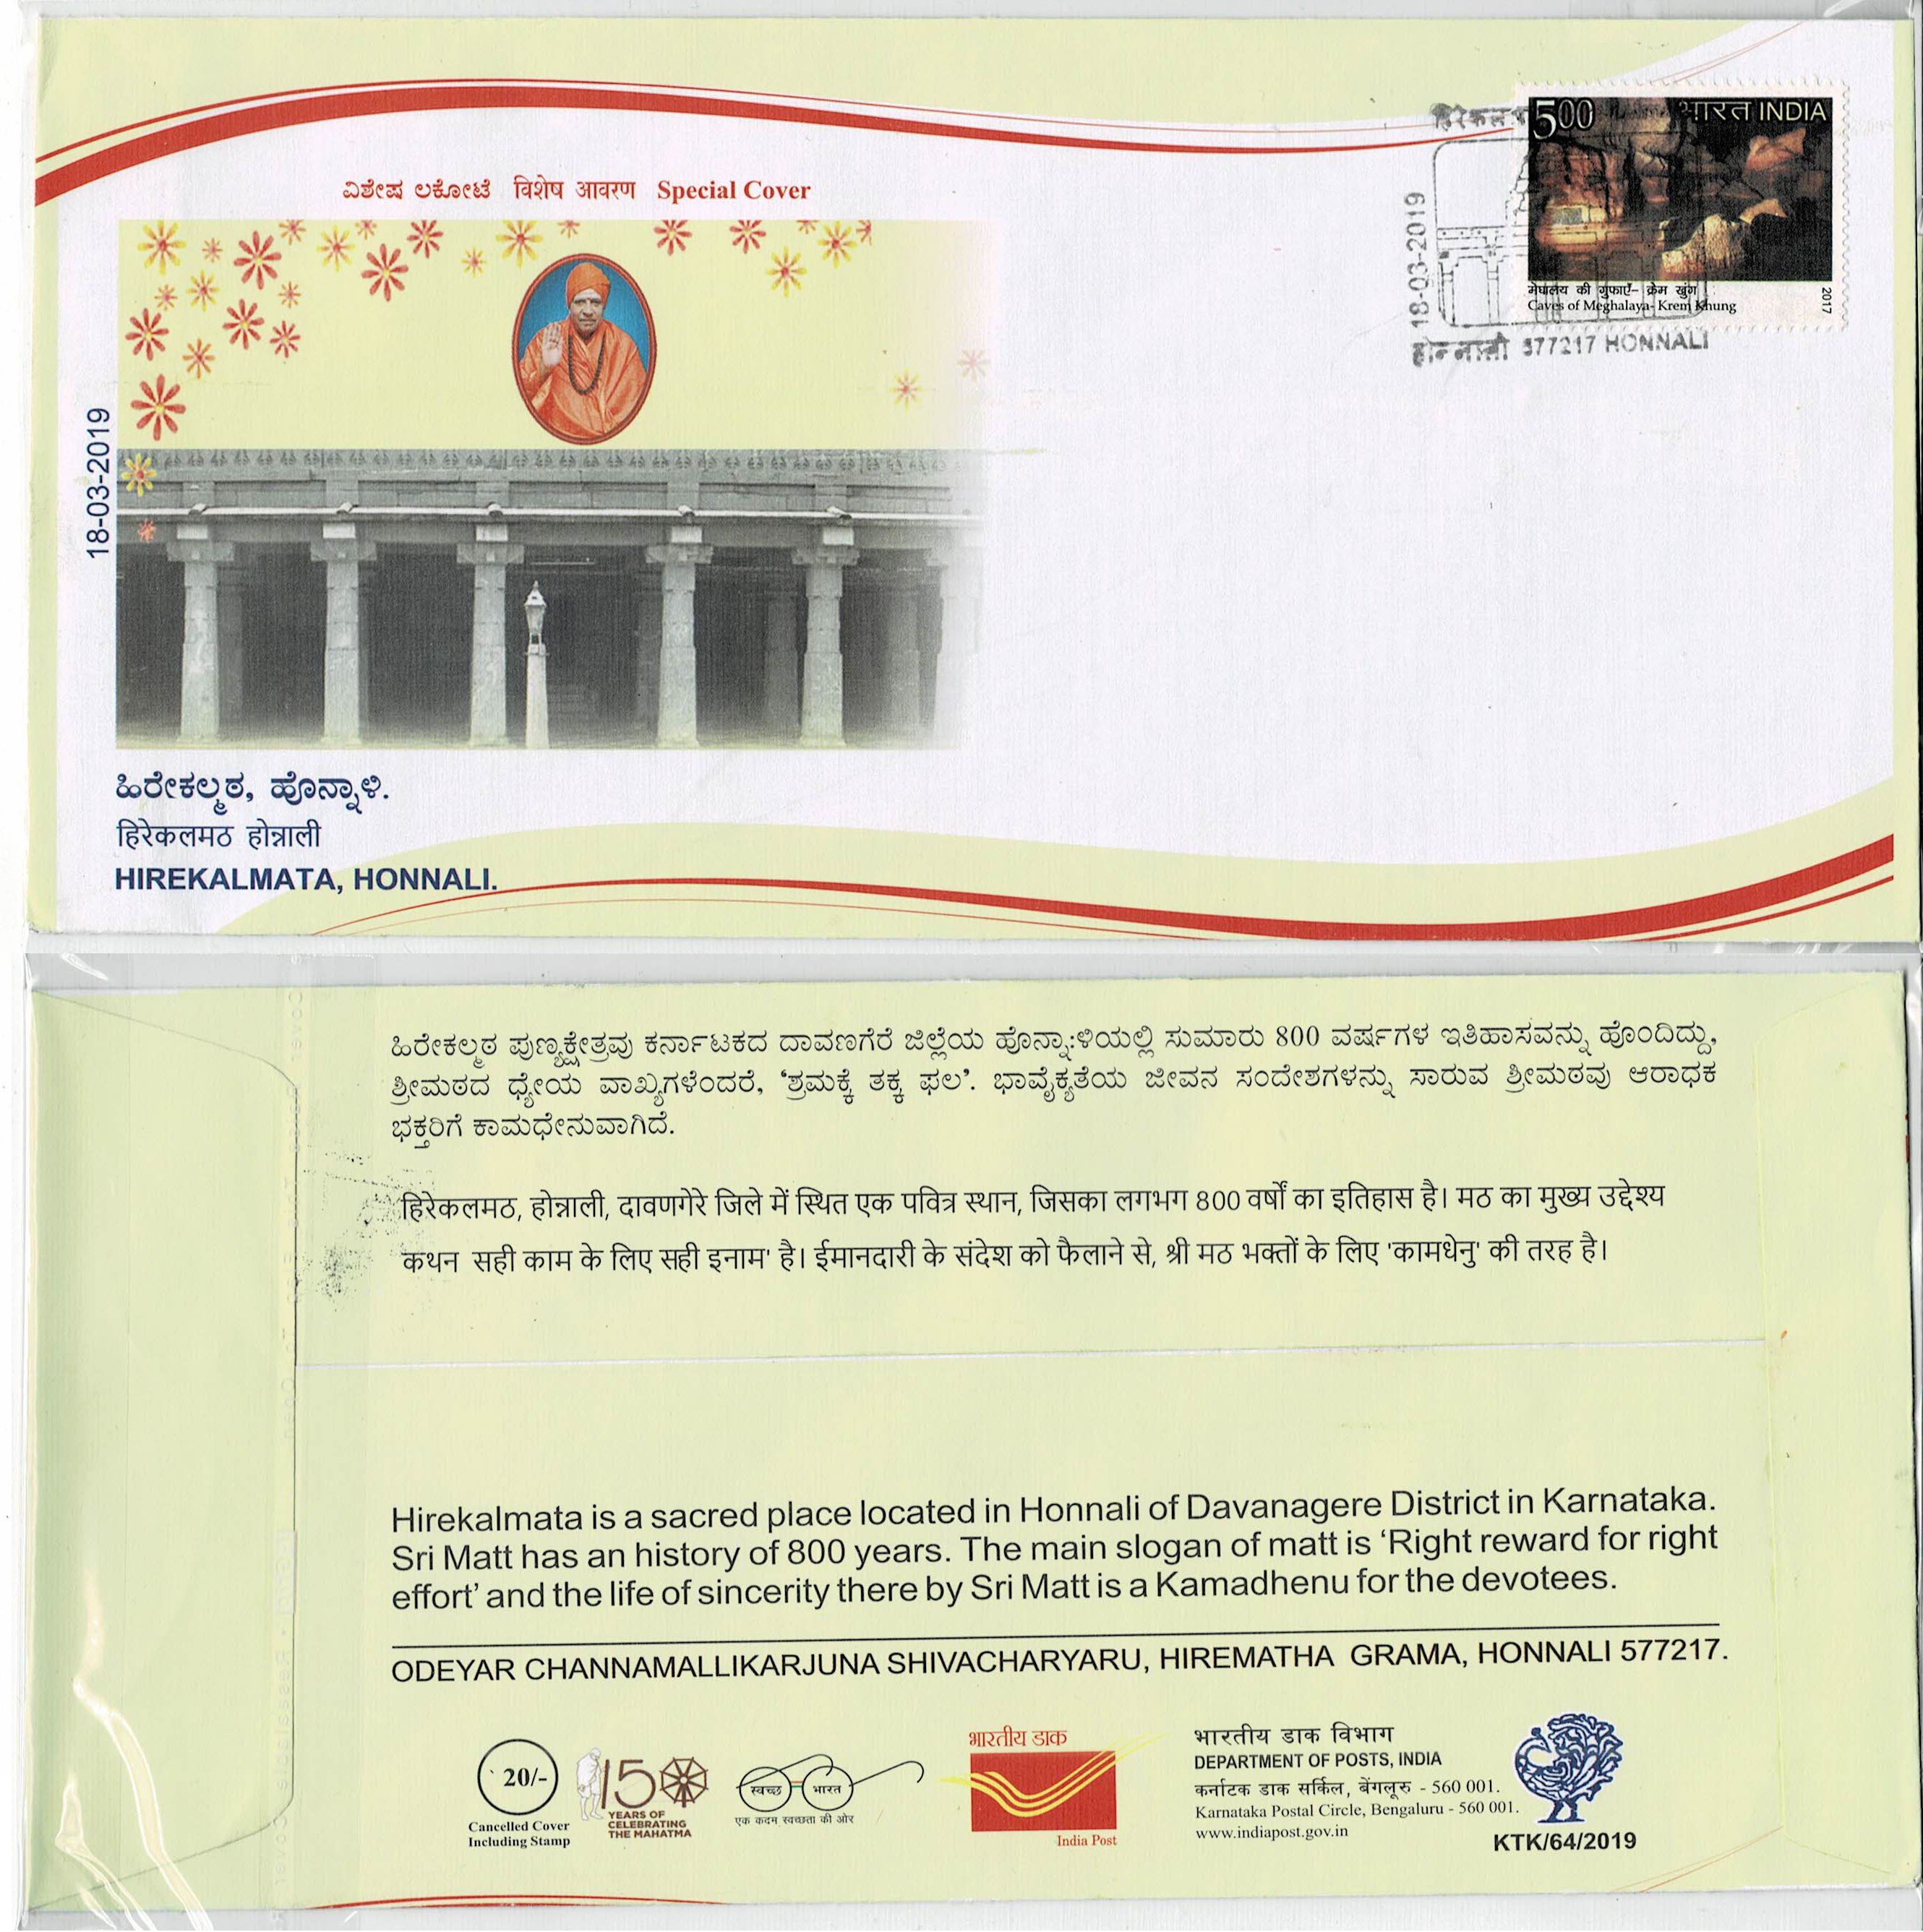 ವಿಶೇಷ ಲಕೋಟೆ विशेष आवरण Special Cover
18-03-2019
ಹಿರೇಕಲ್ಮಠ, ಹೊನ್ನಾಳಿ.
हिरेकलमठ होन्नाली
HIREKALMATA, HONNALI.
5.00 भारत INDIA
मेघालय की गुफाएँ- क्रेम खुंग
Caves of Meghalaya- Krem Khung
2017
18-03-2019
होन्नाली 577217 HONNALI
ಹಿರೇಕಲ್ಮಠ ಪುಣ್ಯಕ್ಷೇತ್ರವು ಕರ್ನಾಟಕದ ದಾವಣಗೆರೆ ಜಿಲ್ಲೆಯ ಹೊನ್ನಾ:ಳಿಯಲ್ಲಿ ಸುಮಾರು 800 ವರ್ಷಗಳ ಇತಿಹಾಸವನ್ನು ಹೊಂದಿದ್ದು,
ಶ್ರೀಮಠದ ಧ್ಯೇಯ ವಾಖ್ಯಗಳೆಂದರೆ, ‘ಶ್ರಮಕ್ಕೆ ತಕ್ಕ ಫಲ’. ಭಾವೈಕ್ಯತೆಯ ಜೀವನ ಸಂದೇಶಗಳನ್ನು ಸಾರುವ ಶ್ರೀಮಠವು ಆರಾಧಕ
ಭಕ್ತರಿಗೆ ಕಾಮಧೇನುವಾಗಿದೆ.
हिरेकलमठ, होन्नाली, दावणगेरे जिले में स्थित एक पवित्र स्थान, जिसका लगभग 800 वर्षों का इतिहास है। मठ का मुख्य उद्देश्य
कथन सही काम के लिए सही इनाम' है। ईमानदारी के संदेश को फैलाने से, श्री मठ भक्तों के लिए 'कामधेनु' की तरह है।
Hirekalmata is a sacred place located in Honnali of Davanagere District in Karnataka.
Sri Matt has an history of 800 years. The main slogan of matt is ‘Right reward for right
effort’ and the life of sincerity there by Sri Matt is a Kamadhenu for the devotees.
ODEYAR CHANNAMALLIKARJUNA SHIVACHARYARU, HIREMATHA GRAMA, HONNALI 577217.
20/-
Cancelled Cover
Including Stamp
150
YEARS OF
CELEBRATING
THE MAHATMA
स्वच्छ भारत
एक कदम स्वच्छता की ओर
भारतीय डाक
India Post
भारतीय डाक विभाग
DEPARTMENT OF POSTS, INDIA
कर्नाटक डाक सर्किल, बेंगलूरु - 560 001.
Karnataka Postal Circle, Bengaluru - 560 001.
www.indiapost.gov.in
KTK/64/2019